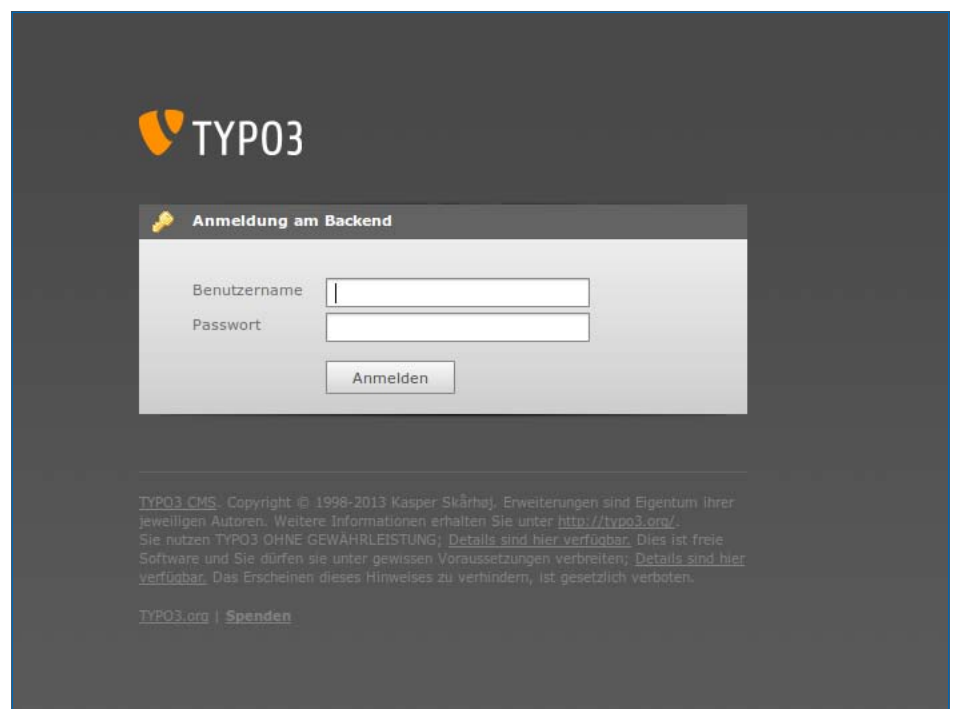 TYPO3
Anmeldung am Backend
Benutzername
Passwort
Anmelden
TYPO3 CMS. Copyright © 1998-2013 Kasper Skårhøj. Erweiterungen sind Eigentum ihrer
jeweiligen Autoren. Weitere Informationen erhalten Sie unter http://typo3.org/.
Sie nutzen TYPO3 OHNE GEWÄHRLEISTUNG; Details sind hier verfügbar. Dies ist freie
Software und Sie dürfen sie unter gewissen Voraussetzungen verbreiten; Details sind hier
verfügbar. Das Erscheinen dieses Hinweises zu verhindern, ist gesetzlich verboten.
TYPO3.org | Spenden